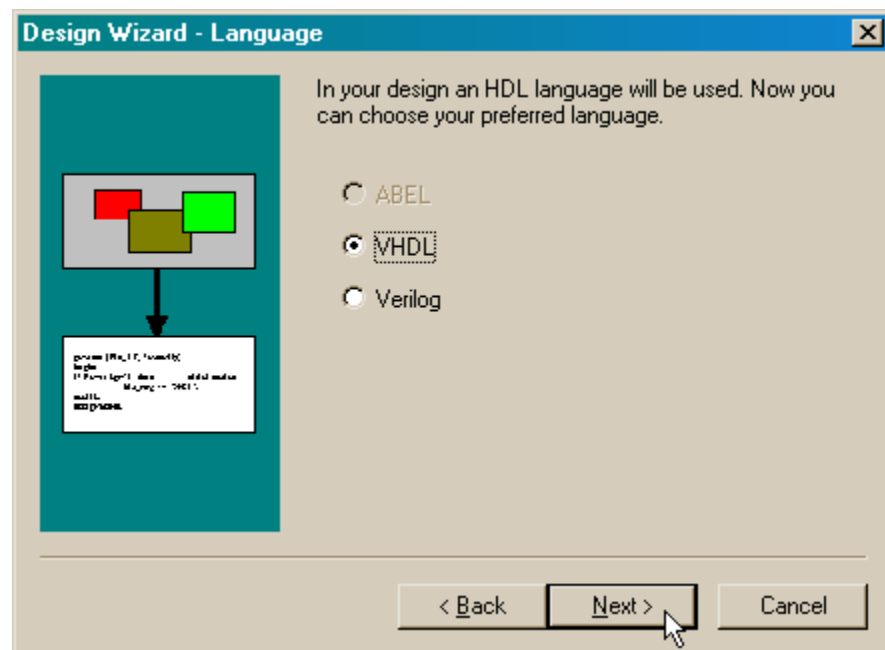 Design Wizard - Language
In your design an HDL language will be used. Now you
can choose your preferred language.
ABEL
VHDL
Verilog
begin
< Back
Next >
Cancel